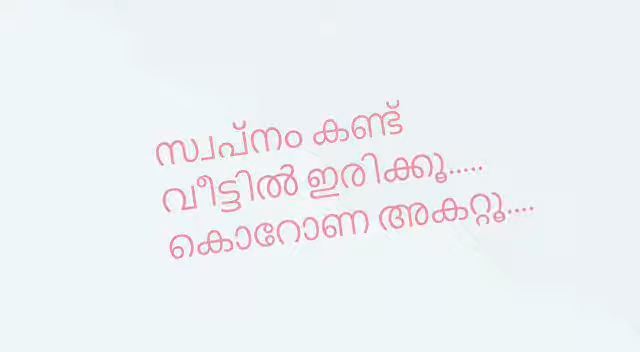 സ്വപ്നം കണ്ട്
വീട്ടിൽ ഇരിക്കൂ.....
കൊറോണ അകറ്റൂ....